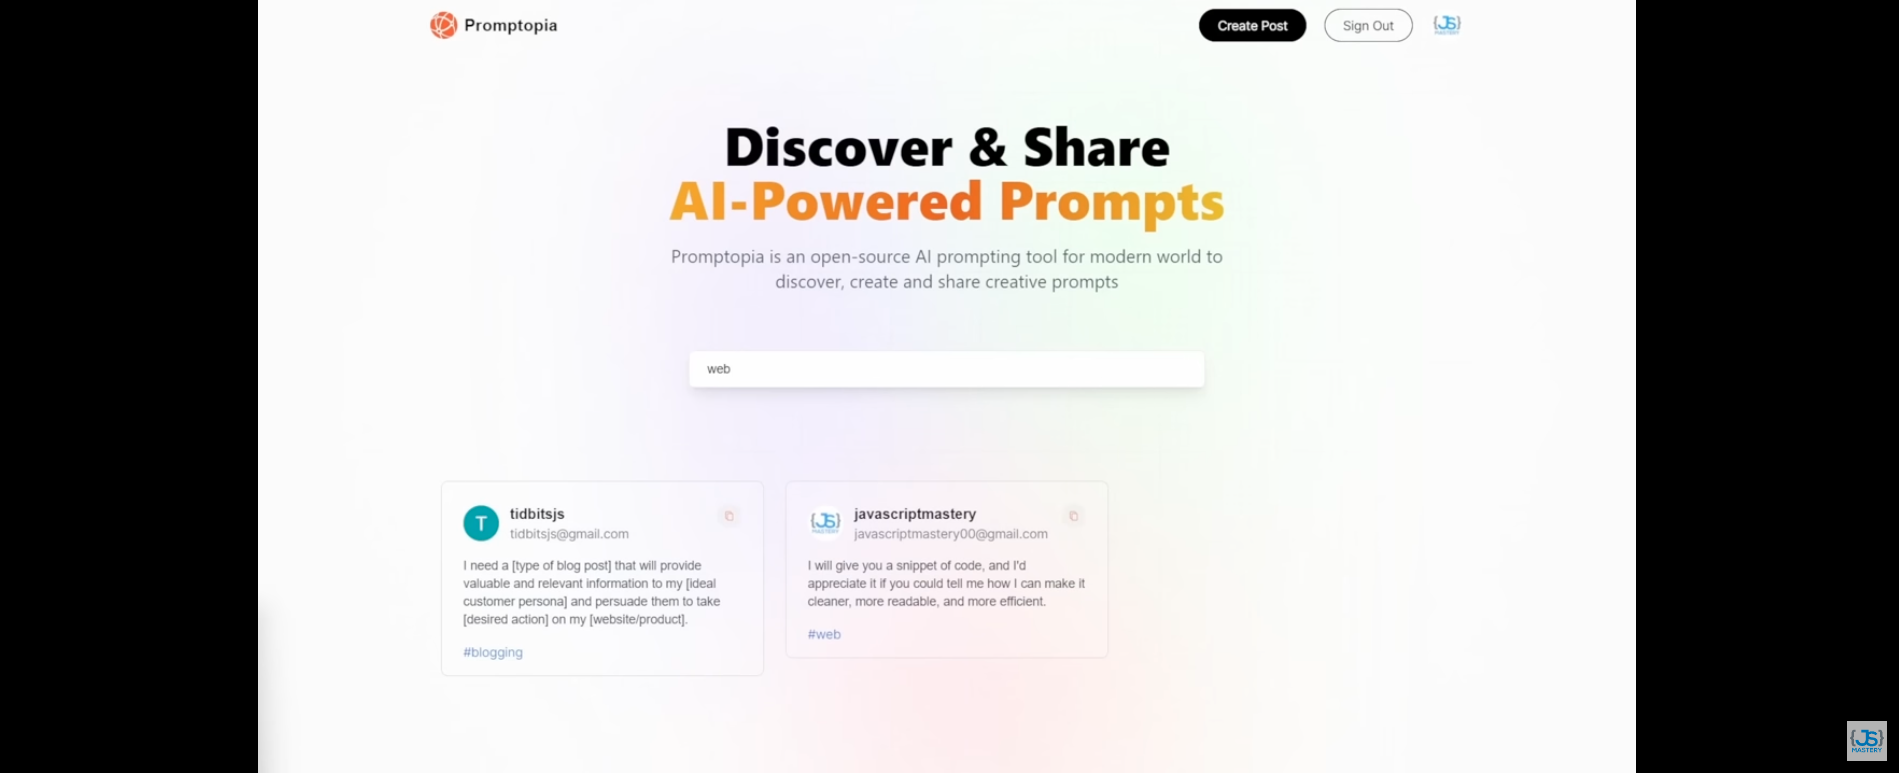 Promptopia
Create Post
Sign Out
{JS}
MASTERY
Discover & Share
AI-Powered Prompts
Promptopia is an open-source AI prompting tool for modern world to
discover, create and share creative prompts
web
T
tidbitsjs
tidbitsjs@gmail.com
I need a [type of blog post] that will provide
valuable and relevant information to my [ideal
customer persona] and persuade them to take
[desired action] on my [website/product].
#blogging
{JS}
MASTERY
javascriptmastery
javascriptmastery00@gmail.com
I will give you a snippet of code, and I'd
appreciate it if you could tell me how I can make it
cleaner, more readable, and more efficient.
#web
{JS}
MASTERY